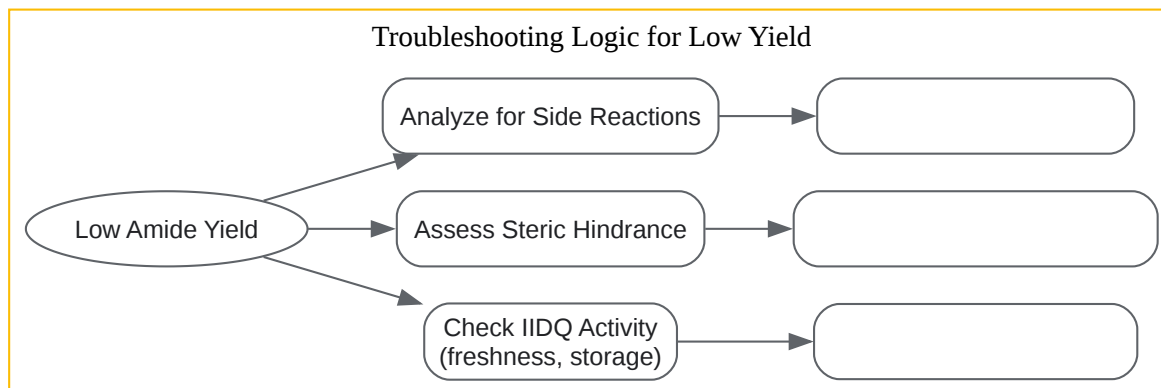 Troubleshooting Logic for Low Yield
Analyze for Side Reactions
Low Amide Yield
Assess Steric Hindrance
Check IIDQ Activity
(freshness, storage)